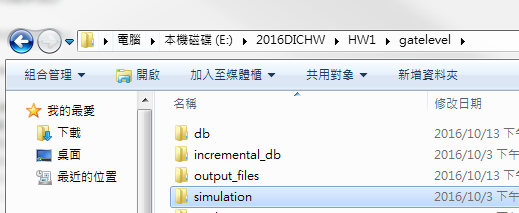 電腦 ▸ 本機磁碟 (E:) ▸ 2016DICHW ▸ HW1 ▸ gatelevel ▸
組合管理 開啟 加入至媒體櫃 共用對象 新增資料夾
我的最愛
下載
桌面
最近的位置
名稱 修改日期
db 2016/10/13 下午
incremental_db 2016/10/3 下午
output_files 2016/10/13 下
simulation 2016/10/3 下午